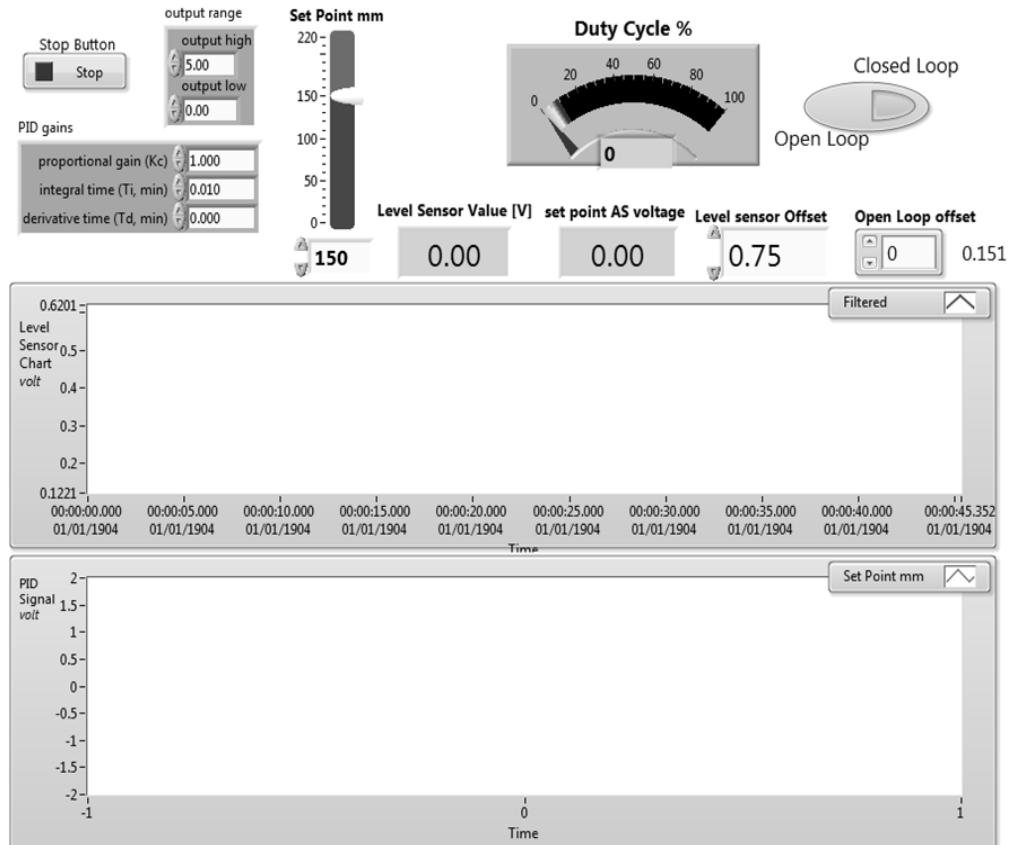 Stop Button
Stop
output range
output high
5.00
output low
0.00
PID gains
proportional gain (Kc) 1.000
integral time (Ti, min) 0.010
derivative time (Td, min) 0.000
Set Point mm
220
150
100
50
0
150
Duty Cycle %
0 20 40 60 80 100
0
Closed Loop
Open Loop
Level Sensor Value [V]
0.00
set point AS voltage
0.00
Level sensor Offset
0.75
Open Loop offset
0 0.151
Filtered
Level
Sensor
Chart
volt
0.6201
0.5
0.4
0.3
0.2
0.1221
00:00:00.000 00:00:05.000 00:00:10.000 00:00:15.000 00:00:20.000 00:00:25.000 00:00:30.000 00:00:35.000 00:00:40.000 00:00:45.352
01/01/1904 01/01/1904 01/01/1904 01/01/1904 01/01/1904 01/01/1904 01/01/1904 01/01/1904 01/01/1904 01/01/1904
Time
Set Point mm
PID
Signal
volt
2
1.5
1
0.5
0
-0.5
-1
-1.5
-2
-1 0 1
Time